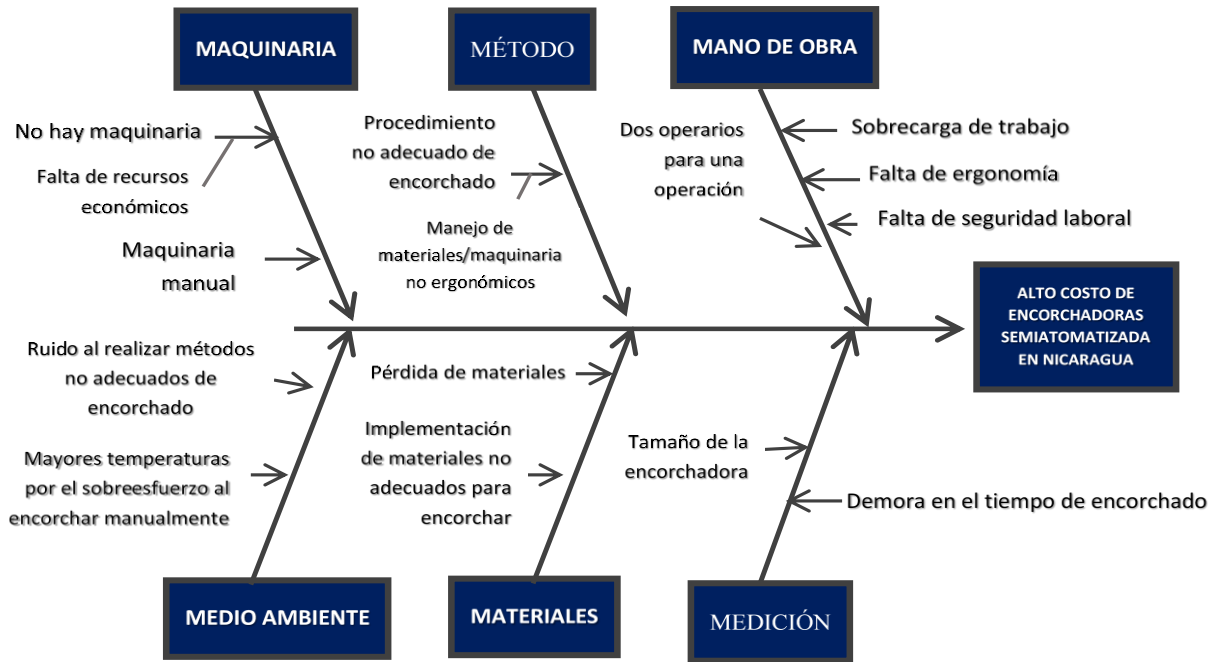 MAQUINARIA
MÉTODO
MANO DE OBRA
No hay maquinaria
Falta de recursos
económicos
Maquinaria
manual
Procedimiento
no adecuado de
encorchado
Manejo de
materiales/maquinaria
no ergonómicos
Dos operarios
para una
operación
Sobrecarga de trabajo
Falta de ergonomía
Falta de seguridad laboral
ALTO COSTO DE
ENCORCHADORAS
SEMIATOMATIZADA
EN NICARAGUA
Ruido al realizar métodos
no adecuados de
encorchado
Mayores temperaturas
por el sobreesfuerzo al
encorchar manualmente
Pérdida de materiales
Implementación
de materiales no
adecuados para
encorchar
Tamaño de la
encorchadora
Demora en el tiempo de encorchado
MEDIO AMBIENTE
MATERIALES
MEDICIÓN